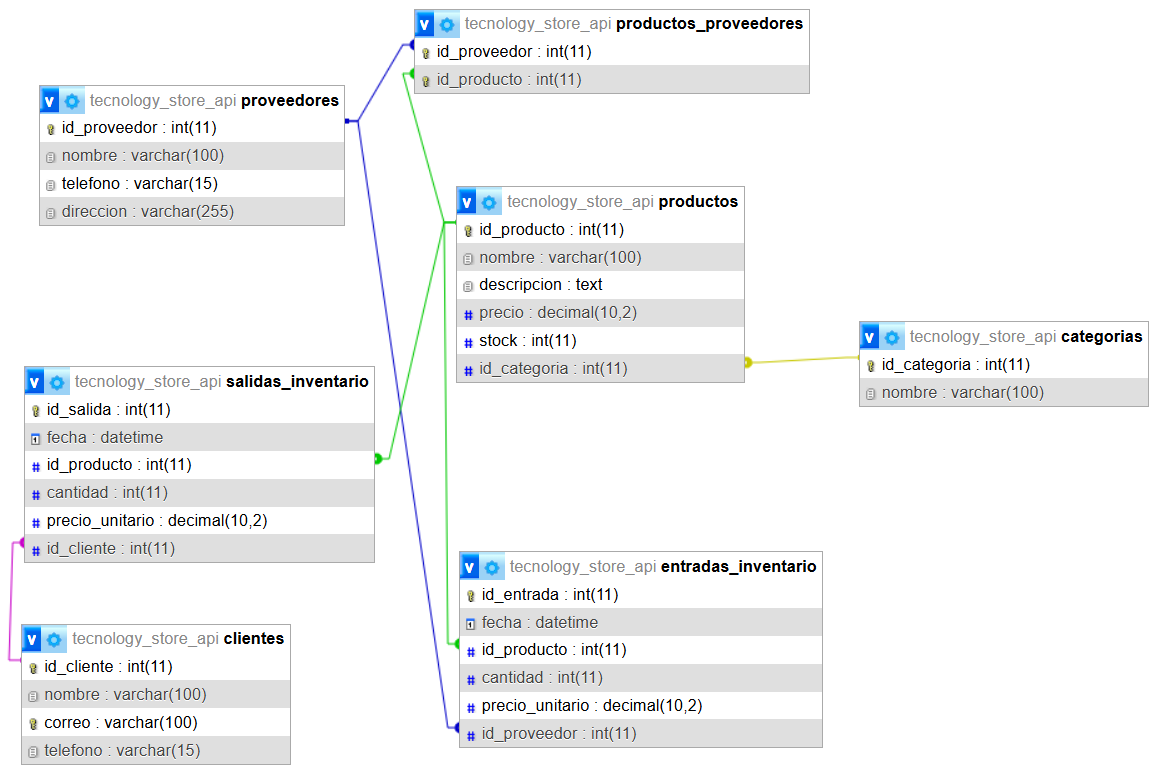 v tecnology_store_api productos_proveedores
id_proveedor : int(11)
id_producto : int(11)
v tecnology_store_api proveedores
id_proveedor : int(11)
nombre : varchar(100)
telefono : varchar(15)
direccion : varchar(255)
v tecnology_store_api productos
id_producto : int(11)
nombre : varchar(100)
descripcion : text
# precio : decimal(10,2)
# stock : int(11)
# id_categoria : int(11)
v tecnology_store_api categorias
id_categoria : int(11)
nombre : varchar(100)
v tecnology_store_api salidas_inventario
id_salida : int(11)
fecha : datetime
# id_producto : int(11)
# cantidad : int(11)
# precio_unitario : decimal(10,2)
# id_cliente : int(11)
v tecnology_store_api entradas_inventario
id_entrada : int(11)
fecha : datetime
# id_producto : int(11)
# cantidad : int(11)
# precio_unitario : decimal(10,2)
# id_proveedor : int(11)
v tecnology_store_api clientes
id_cliente : int(11)
nombre : varchar(100)
correo : varchar(100)
telefono : varchar(15)